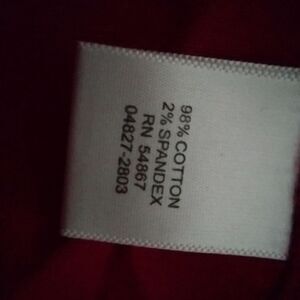 98% COTTON
2% SPANDEX
RN 54867
04827-2803